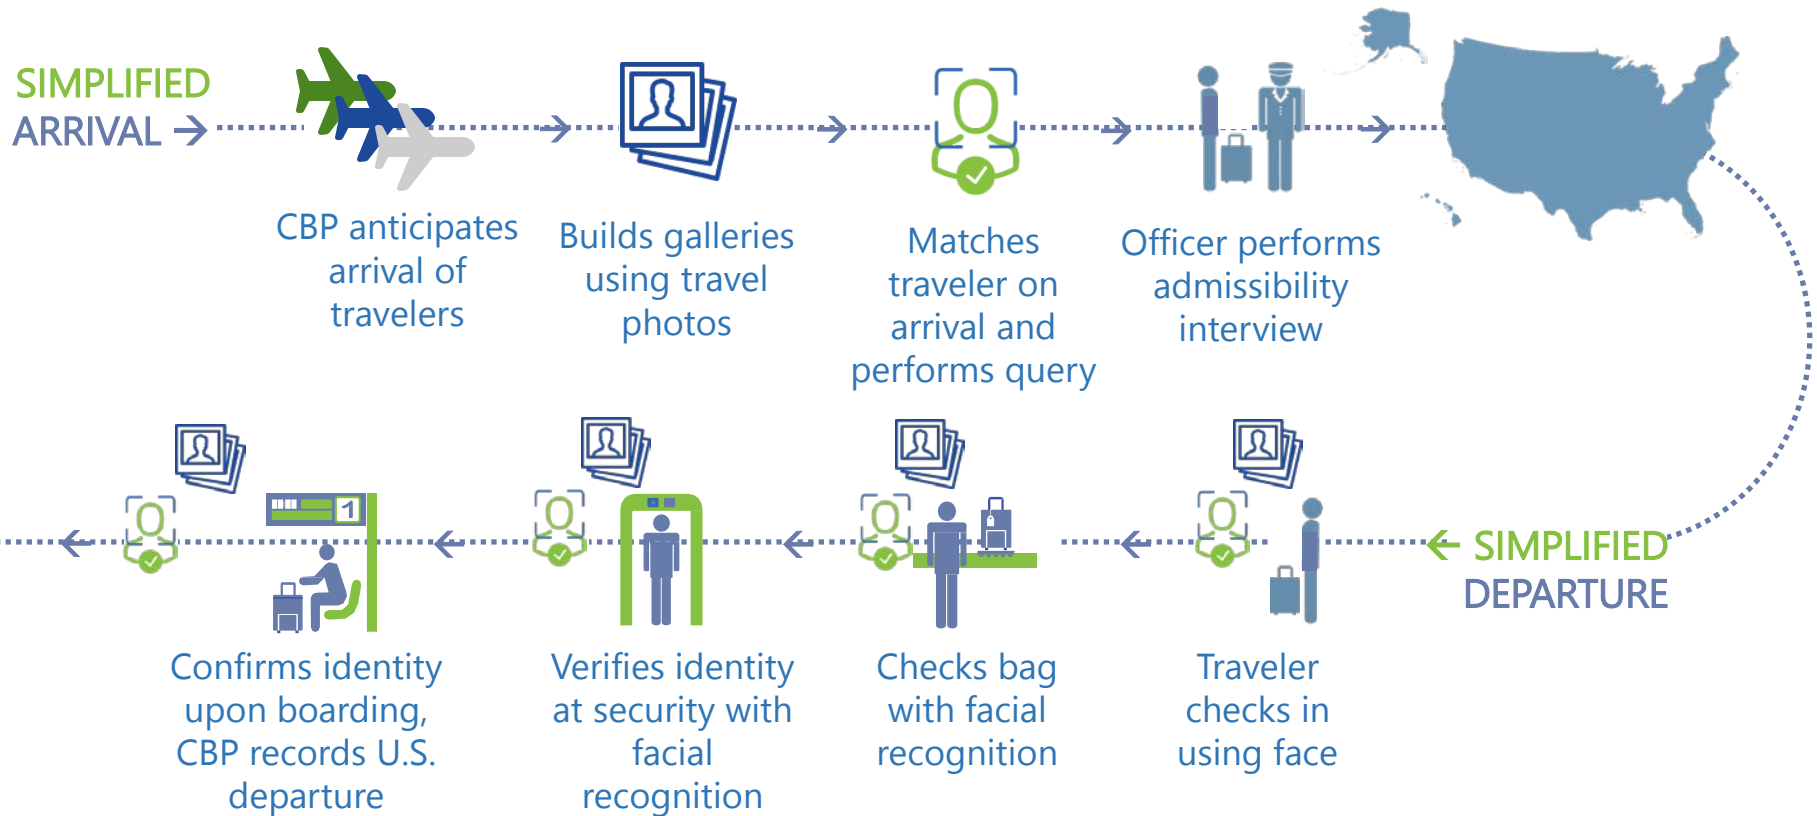 SIMPLIFIED
ARRIVAL
CBP anticipates
arrival of
travelers
Builds galleries
using travel
photos
Matches
traveler on
arrival and
performs query
Officer performs
admissibility
interview
SIMPLIFIED
DEPARTURE
Traveler
checks in
using face
Checks bag
with facial
recognition
Verifies identity
at security with
facial
recognition
1
Confirms identity
upon boarding,
CBP records U.S.
departure